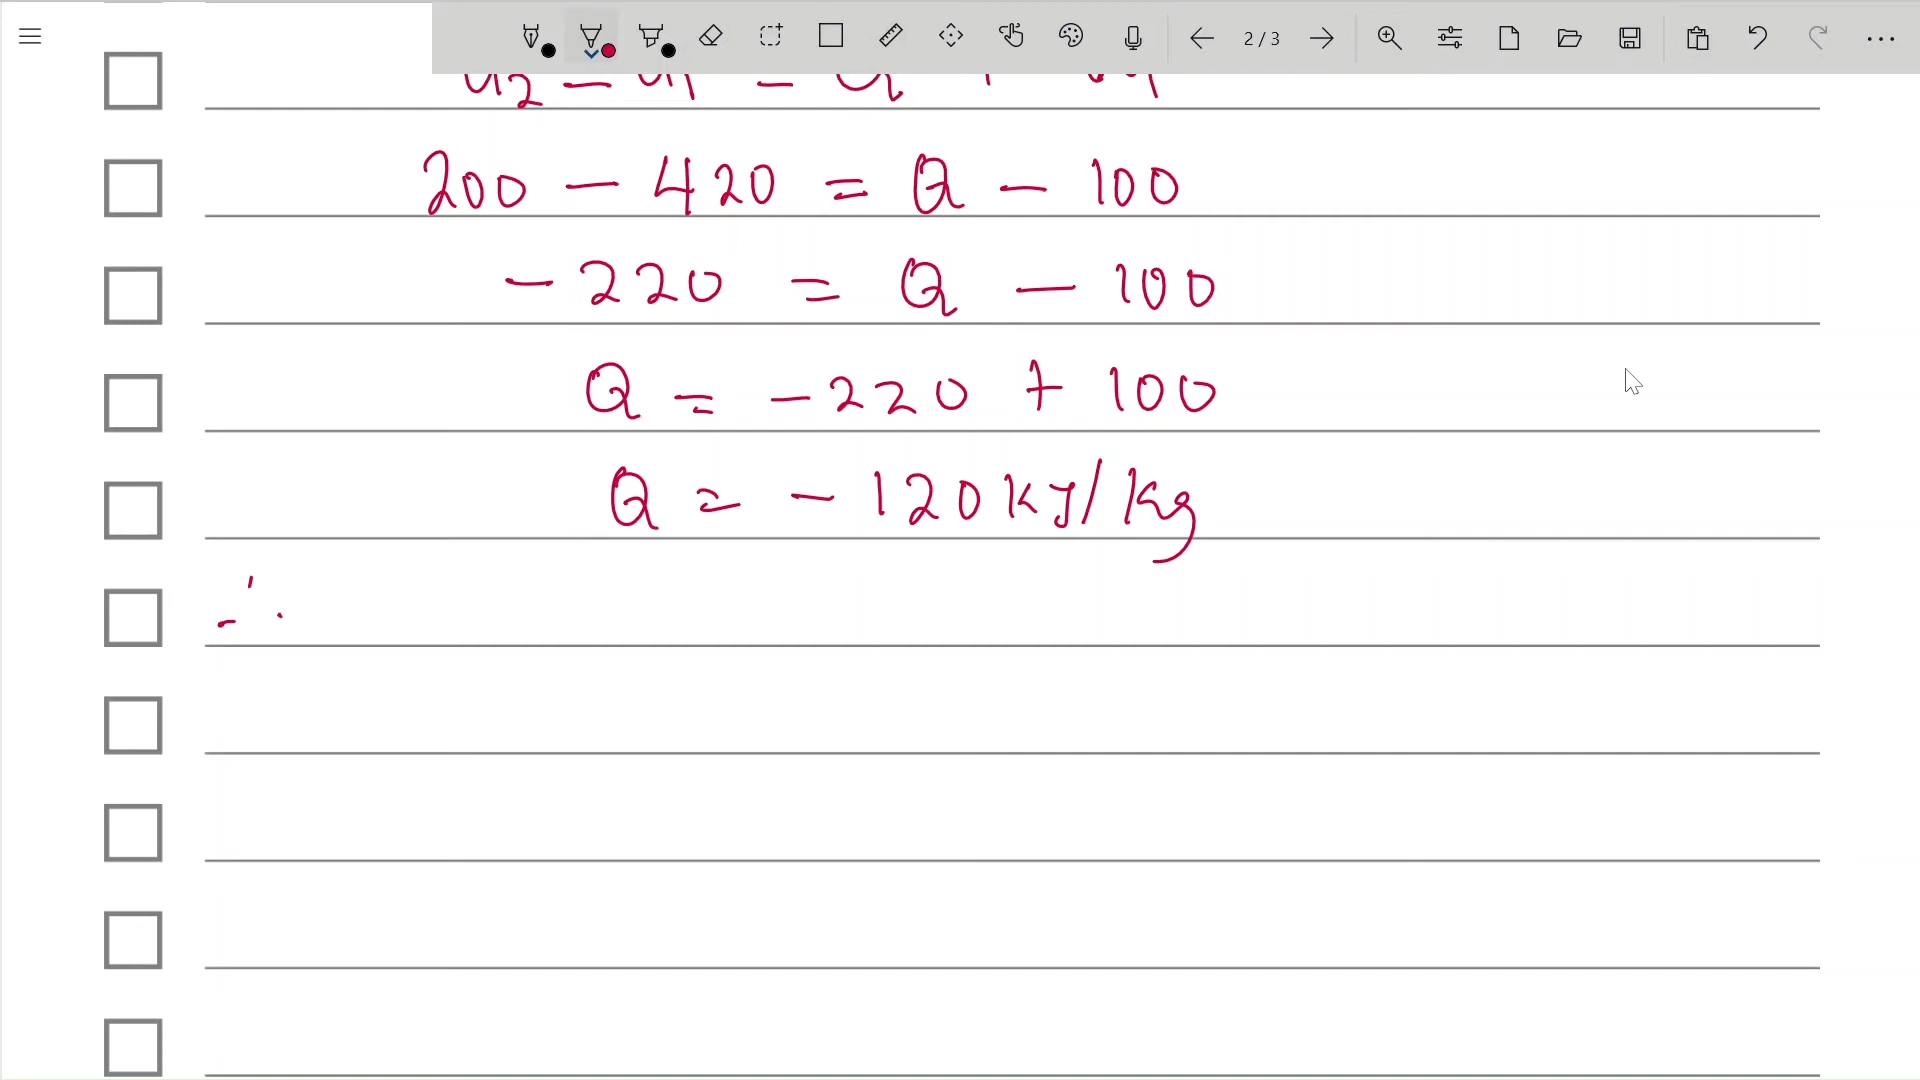 2 / 3
200 - 420 = Q - 100
- 220 = Q - 100
Q = - 220 + 100
Q = - 120 KJ/Kg
∴